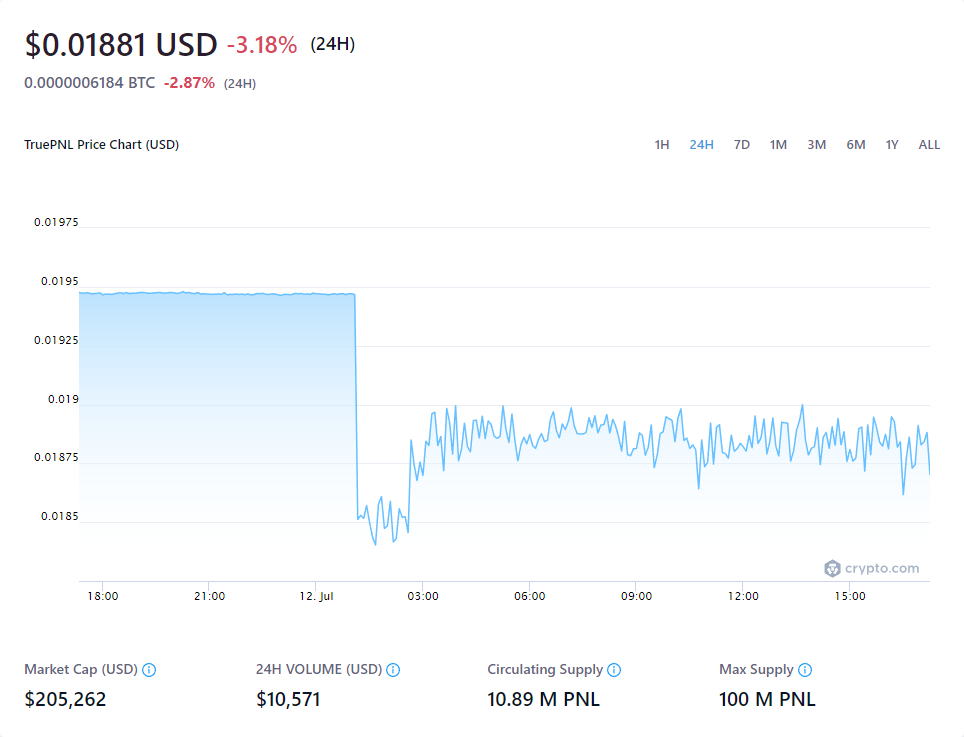 $0.01881 USD -3.18% (24H)
0.0000006184 BTC -2.87% (24H)
TruePNL Price Chart (USD) 1H 24H 7D 1M 3M 6M 1Y ALL
0.01975
0.0195
0.01925
0.019
0.01875
0.0185
crypto.com
18:00 21:00 12. Jul 03:00 06:00 09:00 12:00 15:00
Market Cap (USD) 24H VOLUME (USD) Circulating Supply Max Supply
$205,262 $10,571 10.89 M PNL 100 M PNL